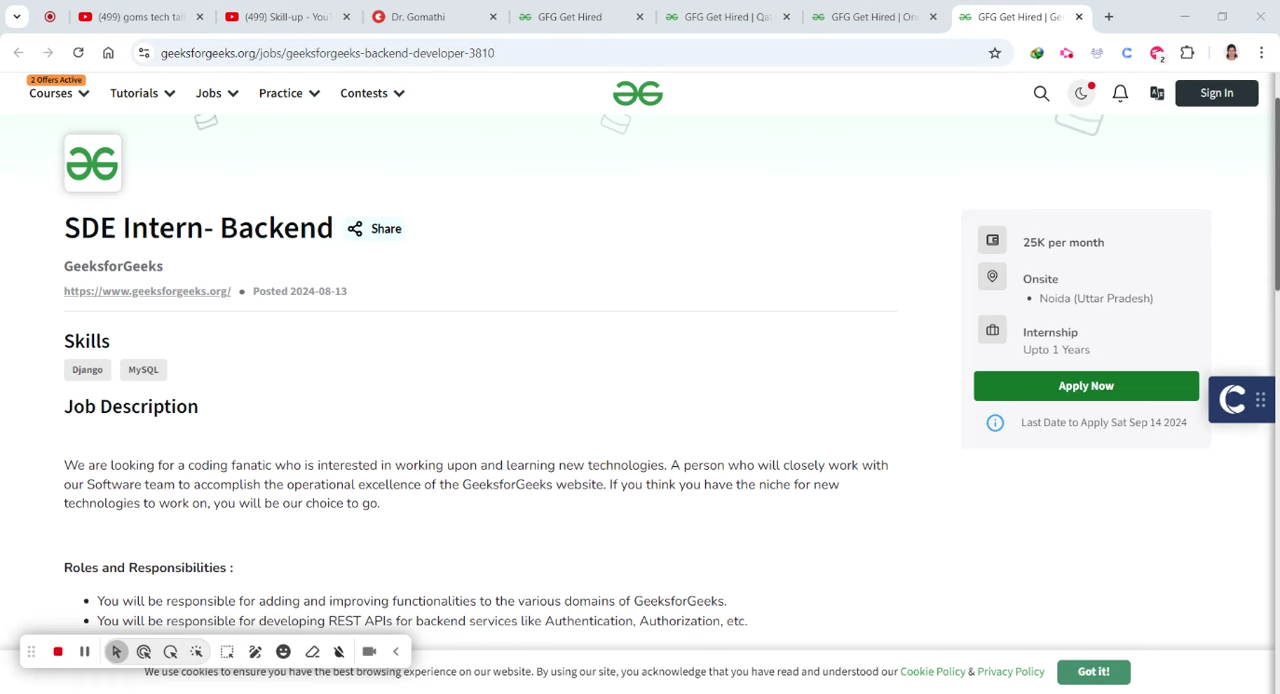 (499) goms tech tal
(499) Skill-up - You
Dr. Gomathi
GFG Get Hired
GFG Get Hired | Qa
GFG Get Hired | On
GFG Get Hired | Ge
geeksforgeeks.org/jobs/geeksforgeeks-backend-developer-3810
2
2 Offers Active
Courses Tutorials Jobs Practice Contests
Sign In
SDE Intern- Backend
Share
GeeksforGeeks
https://www.geeksforgeeks.org/ ● Posted 2024-08-13
Skills
Django MySQL
Job Description
We are looking for a coding fanatic who is interested in working upon and learning new technologies. A person who will closely work with
our Software team to accomplish the operational excellence of the GeeksforGeeks website. If you think you have the niche for new
technologies to work on, you will be our choice to go.
Roles and Responsibilities :
• You will be responsible for adding and improving functionalities to the various domains of GeeksforGeeks.
• You will be responsible for developing REST APIs for backend services like Authentication, Authorization, etc.
25K per month
Onsite
• Noida (Uttar Pradesh)
Internship
Upto 1 Years
Apply Now
Last Date to Apply Sat Sep 14 2024
We use cookies to ensure you have the best browsing experience on our website. By using our site, you acknowledge that you have read and understood our Cookie Policy & Privacy Policy
Got it!